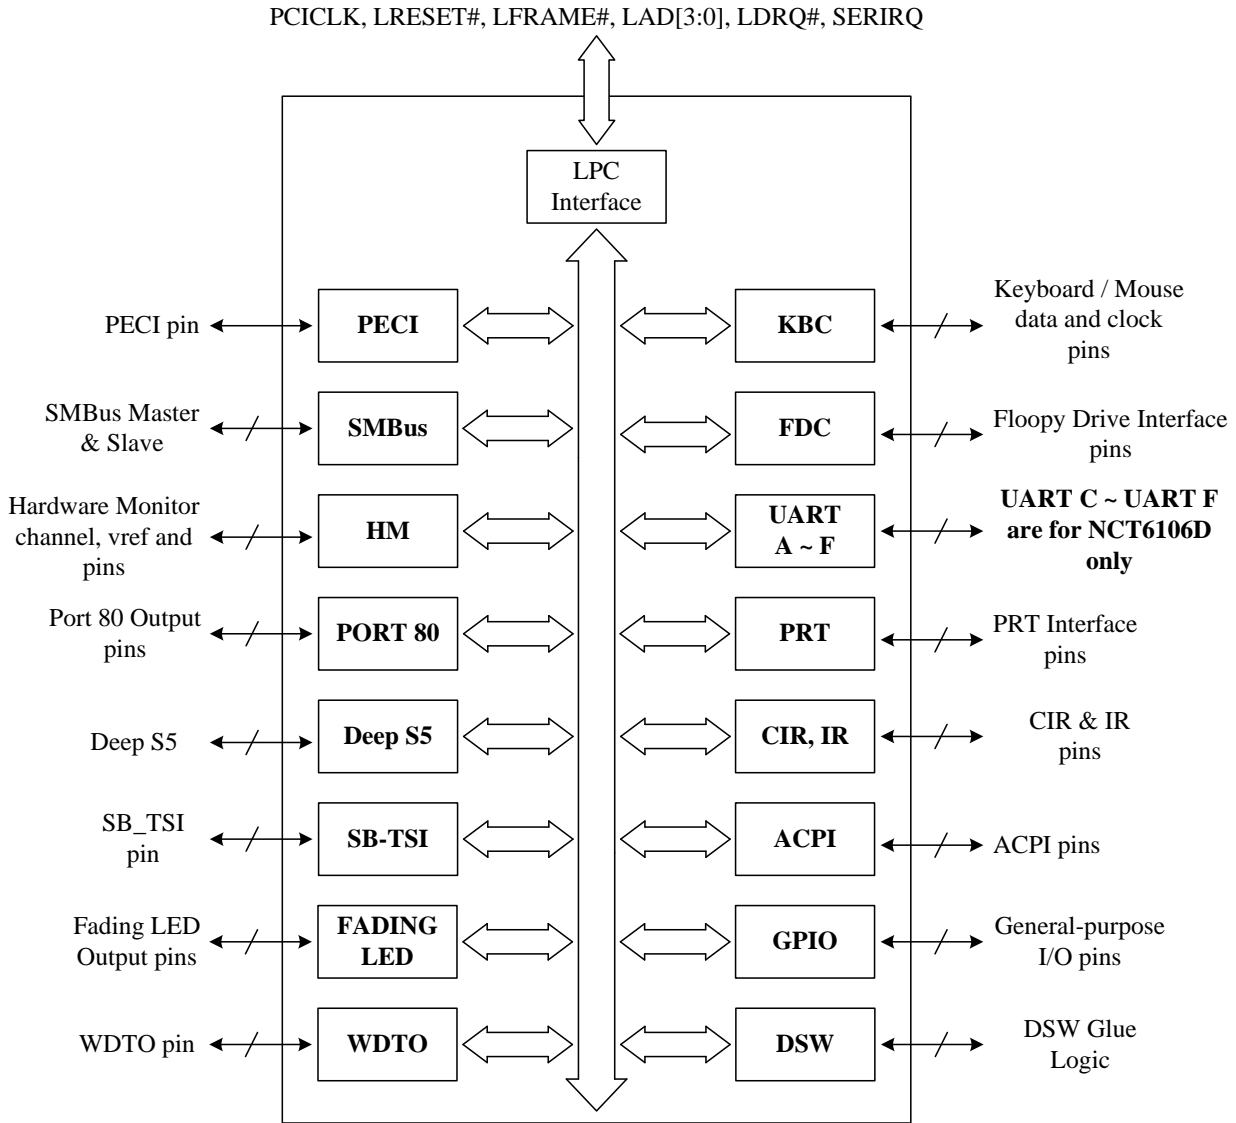 PCICLK, LRESET#, LFRAME#, LAD[3:0], LDRQ#, SERIRQ
LPC
Interface
PECI pin
PECI
KBC
Keyboard / Mouse
data and clock
pins
SMBus Master
& Slave
SMBus
FDC
Floopy Drive Interface
pins
Hardware Monitor
channel, vref and
pins
HM
UART
A ~ F
UART C ~ UART F
are for NCT6106D
only
Port 80 Output
pins
PORT 80
PRT
PRT Interface
pins
Deep S5
Deep S5
CIR, IR
CIR & IR
pins
SB_TSI
pin
SB-TSI
ACPI
ACPI pins
Fading LED
Output pins
FADING
LED
GPIO
General-purpose
I/O pins
WDTO pin
WDTO
DSW
DSW Glue
Logic